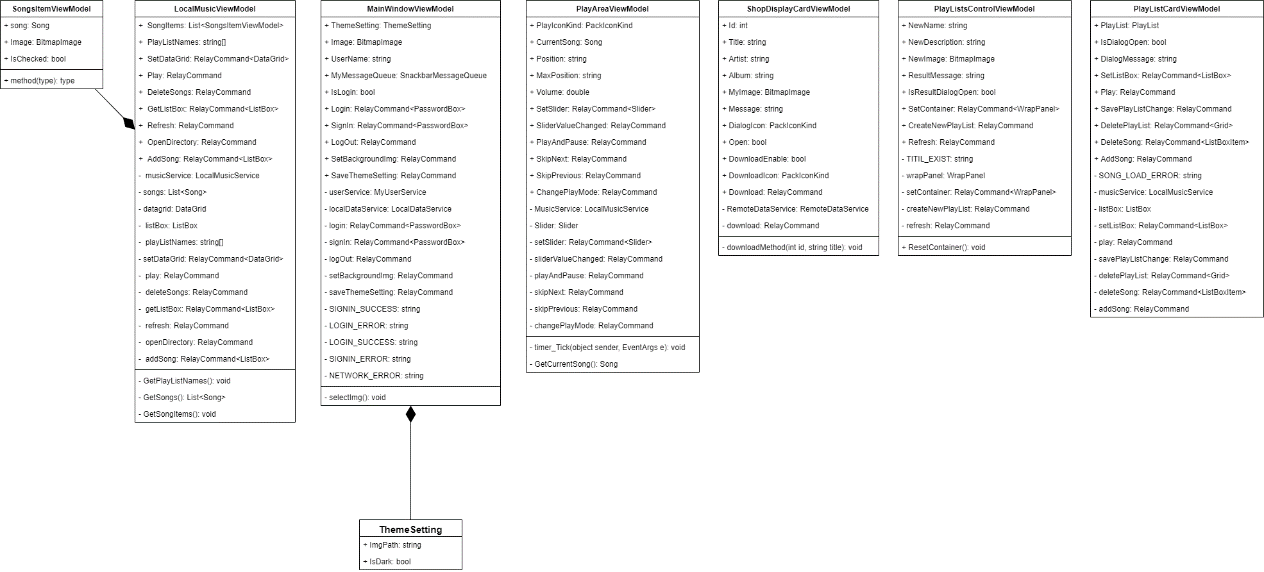 SongsItemViewModel
+ song: Song
+ Image: BitmapImage
+ IsChecked: bool
+ method(type): type
LocalMusicViewModel
+ SongItems: List<SongsItemViewModel>
+ PlayListNames: string[]
+ SetDataGrid: RelayCommand<DataGrid>
+ Play: RelayCommand
+ DeleteSongs: RelayCommand
+ GetListBox: RelayCommand<ListBox>
+ Refresh: RelayCommand
+ OpenDirectory: RelayCommand
+ AddSong: RelayCommand<ListBox>
- musicService: LocalMusicService
- songs: List<Song>
- datagrid: DataGrid
- listBox: ListBox
- playListNames: string[]
- setDataGrid: RelayCommand<DataGrid>
- play: RelayCommand
- deleteSongs: RelayCommand
- getListBox: RelayCommand<ListBox>
- refresh: RelayCommand
- openDirectory: RelayCommand
- addSong: RelayCommand<ListBox>
- GetPlayListNames(): void
- GetSongs(): List<Song>
- GetSongItems(): void
MainWindowViewModel
+ ThemeSetting: ThemeSetting
+ Image: BitmapImage
+ UserName: string
+ MyMessageQueue: SnackbarMessageQueue
+ IsLogin: bool
+ Login: RelayCommand<PasswordBox>
+ SignIn: RelayCommand<PasswordBox>
+ LogOut: RelayCommand
+ SetBackgroundImg: RelayCommand
+ SaveThemeSetting: RelayCommand
- userService: MyUserService
- localDataService: LocalDataService
- login: RelayCommand<PasswordBox>
- signIn: RelayCommand<PasswordBox>
- logOut: RelayCommand
- setBackgroundImg: RelayCommand
- saveThemeSetting: RelayCommand
- SIGNIN_SUCCESS: string
- LOGIN_ERROR: string
- LOGIN_SUCCESS: string
- SIGNIN_ERROR: string
- NETWORK_ERROR: string
- selectImg(): void
ThemeSetting
+ ImgPath: string
+ IsDark: bool
PlayAreaViewModel
+ PlayIconKind: PackIconKind
+ CurrentSong: Song
+ Position: string
+ MaxPosition: string
+ Volume: double
+ SetSlider: RelayCommand<Slider>
+ SliderValueChanged: RelayCommand
+ PlayAndPause: RelayCommand
+ SkipNext: RelayCommand
+ SkipPrevious: RelayCommand
+ ChangePlayMode: RelayCommand
- MusicService: LocalMusicService
- Slider: Slider
- setSlider: RelayCommand<Slider>
- sliderValueChanged: RelayCommand
- playAndPause: RelayCommand
- skipNext: RelayCommand
- skipPrevious: RelayCommand
- changePlayMode: RelayCommand
- timer_Tick(object sender, EventArgs e): void
- GetCurrentSong(): Song
ShopDisplayCardViewModel
+ Id: int
+ Title: string
+ Artist: string
+ Album: string
+ MyImage: BitmapImage
+ Message: string
+ DialogIcon: PackIconKind
+ Open: bool
+ DownloadEnable: bool
+ DownloadIcon: PackIconKind
+ Download: RelayCommand
- RemoteDataService: RemoteDataService
- download: RelayCommand
- downloadMethod(int id, string title): void
PlayListsControlViewModel
+ NewName: string
+ NewDescription: string
+ NewImage: BitmapImage
+ ResultMessage: string
+ IsResultDialogOpen: bool
+ SetContainer: RelayCommand<WrapPanel>
+ CreateNewPlayList: RelayCommand
+ Refresh: RelayCommand
- TITIL_EXIST: string
- wrapPanel: WrapPanel
- setContainer: RelayCommand<WrapPanel>
- createNewPlayList: RelayCommand
- refresh: RelayCommand
+ ResetContainer(): void
PlayListCardViewModel
+ PlayList: PlayList
+ IsDialogOpen: bool
+ DialogMessage: string
+ SetListBox: RelayCommand<ListBox>
+ Play: RelayCommand
+ SavePlayListChange: RelayCommand
+ DeletePlayList: RelayCommand<Grid>
+ DeleteSong: RelayCommand<ListBoxItem>
+ AddSong: RelayCommand
- SONG_LOAD_ERROR: string
- musicService: LocalMusicService
- listBox: ListBox
- setListBox: RelayCommand<ListBox>
- play: RelayCommand
- savePlayListChange: RelayCommand
- deletePlayList: RelayCommand<Grid>
- deleteSong: RelayCommand<ListBoxItem>
- addSong: RelayCommand